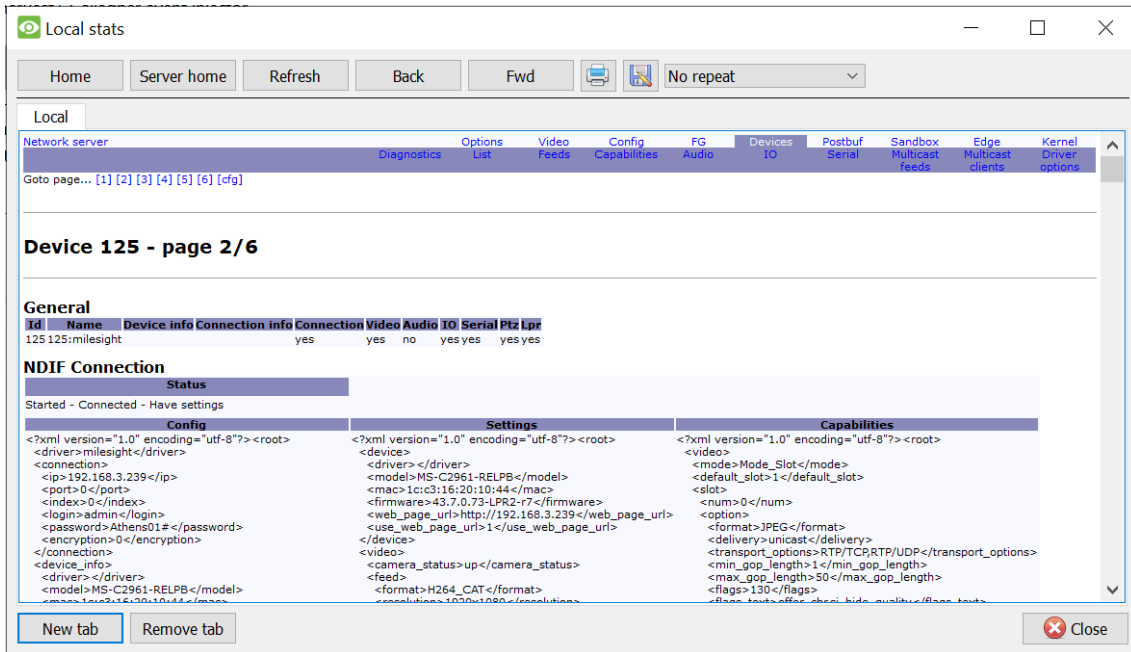 Local stats
Home Server home Refresh Back Fwd No repeat
Local
Network server Options Video Config FG Devices Postbuf Sandbox Edge Kernel
Diagnostics List Feeds Capabilities Audio IO Serial Multicast feeds Multicast clients Driver options
Goto page... [1] [2] [3] [4] [5] [6] [cfg]
Device 125 - page 2/6
General
Id Name Device info Connection info Connection Video Audio IO Serial Ptz Lpr
125 125:milesight yes yes no yes yes yes yes
NDIF Connection
Status
Started - Connected - Have settings
Config
<?xml version="1.0" encoding="utf-8"?><root>
<driver>milesight</driver>
<connection>
<ip>192.168.3.239</ip>
<port>0</port>
<index>0</index>
<login>admin</login>
<password>Athens01#</password>
<encryption>0</encryption>
</connection>
<device_info>
<driver></driver>
<model>MS-C2961-RELPB</model>
<mac>1c:c3:16:20:10:44</mac>
Settings
<?xml version="1.0" encoding="utf-8"?><root>
<device>
<driver></driver>
<model>MS-C2961-RELPB</model>
<mac>1c:c3:16:20:10:44</mac>
<firmware>43.7.0.73-LPR2-r7</firmware>
<web_page_url>http://192.168.3.239</web_page_url>
<use_web_page_url>1</use_web_page_url>
</device>
<video>
<camera_status>up</camera_status>
<feed>
<format>H264_CAT</format>
<resolution>1920x1080</resolution>
Capabilities
<?xml version="1.0" encoding="utf-8"?><root>
<video>
<mode>Mode_Slot</mode>
<default_slot>1</default_slot>
<slot>
<num>0</num>
<option>
<format>JPEG</format>
<delivery>unicast</delivery>
<transport_options>RTP/TCP,RTP/UDP</transport_options>
<min_gop_length>1</min_gop_length>
<max_gop_length>50</max_gop_length>
<flags>130</flags>
New tab Remove tab Close